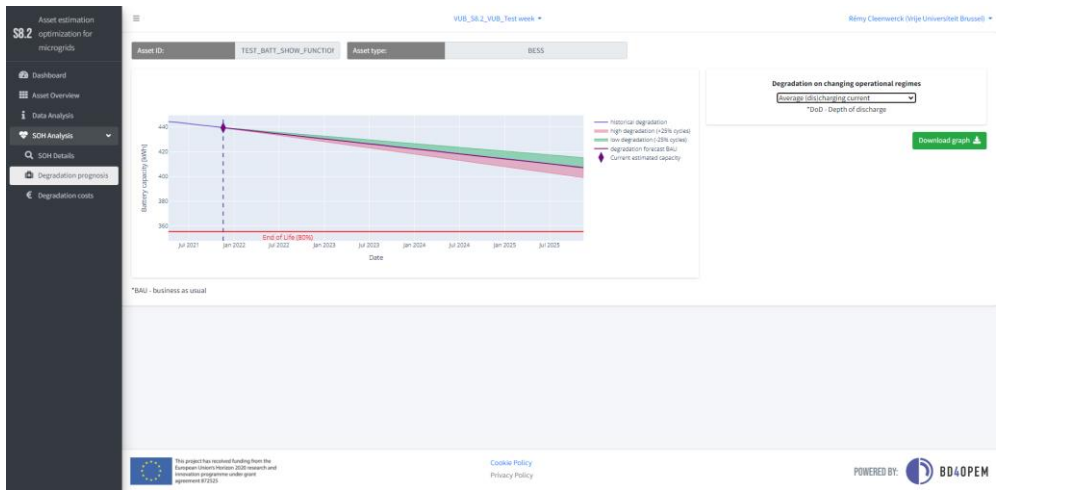 Asset estimation
S8.2 optimization for
microgrids
Dashboard
Asset Overview
Data Analysis
SOH Analysis
SOH Details
Degradation prognosis
Degradation costs
VUB_S8.2_VUB_Test week
Rémy Cleenwerck (Vrije Universiteit Brussel)
Asset ID: TEST_BATT_SHOW_FUNCTIO Asset type: BESS
Degradation on changing operational regimes
Average (dis)charging current
*DoD - Depth of discharge
Download graph
Battery capacity [kWh]
440
420
400
380
360
End of Life (80%)
Jul 2021 Jan 2022 Jul 2022 Jan 2023 Jul 2023 Jan 2024 Jul 2024 Jan 2025 Jul 2025
Date
historical degradation
high degradation (+25% cycles)
low degradation (-25% cycles)
degradation forecast BAU
Current estimated capacity
*BAU - business as usual
This project has received funding from the
European Union's Horizon 2020 research and
innovation programme under grant
agreement 872525
Cookie Policy
Privacy Policy
POWERED BY: BD4OPEM